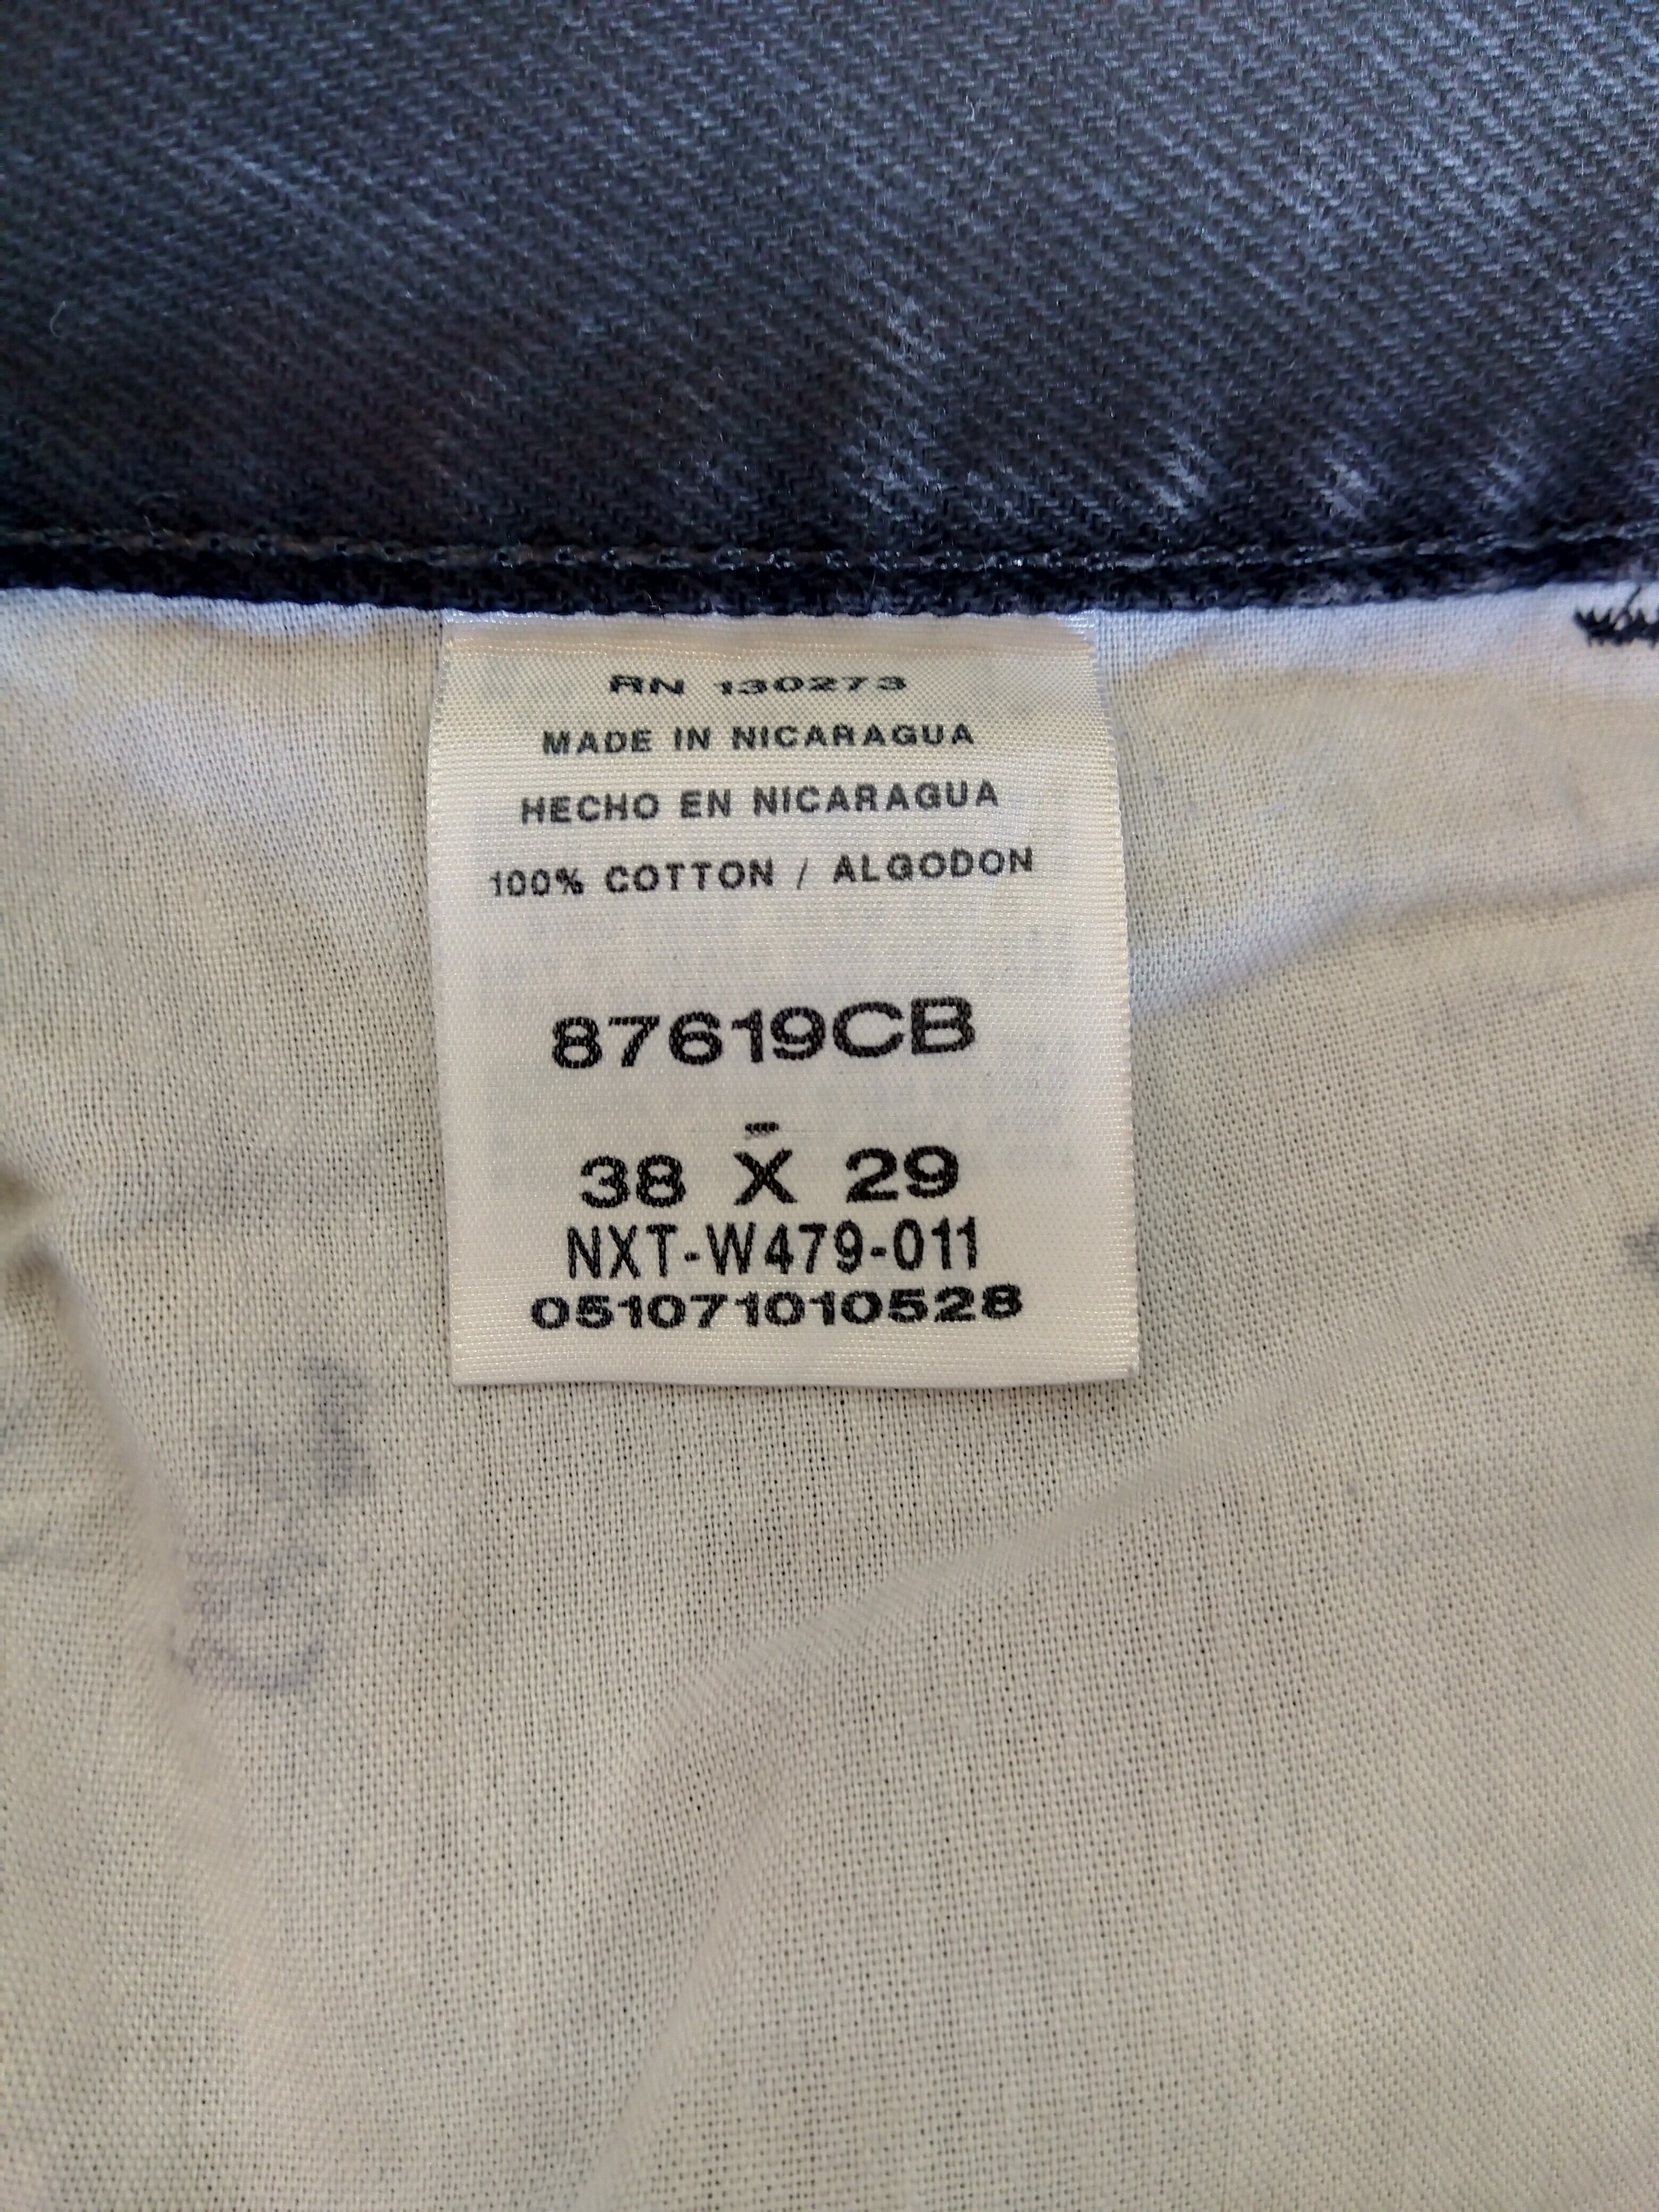 RN 130273
MADE IN NICARAGUA
HECHO EN NICARAGUA
100% COTTON / ALGODON
87619CB
-
38 X 29
NXT-W479-011
051071010528